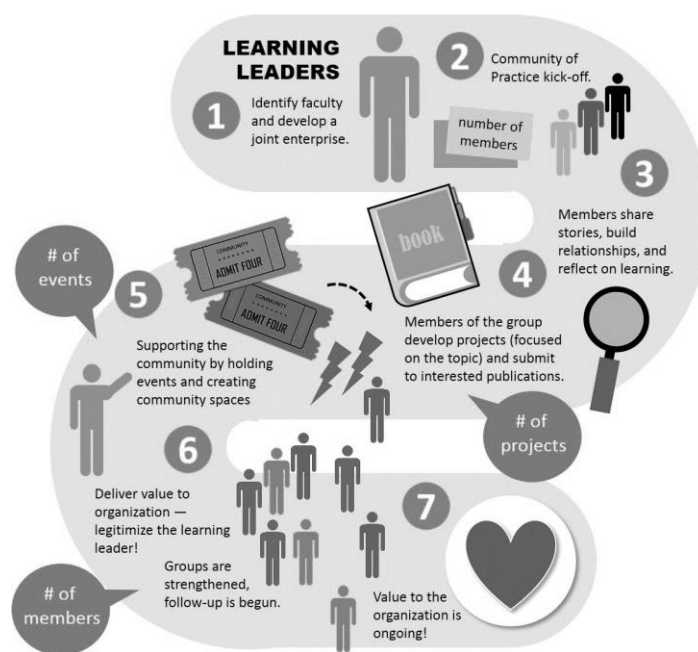 LEARNING
LEADERS
1
Identify faculty
and develop a
joint enterprise.
2
Community of
Practice kick-off.
number of
members
3
Members share
stories, build
relationships, and
reflect on learning.
book
4
Members of the group
develop projects (focused
on the topic) and submit
to interested publications.
# of
projects
COMMUNITY
ADMIT FOUR
COMMUNITY
ADMIT FOUR
# of
events
5
Supporting the
community by holding
events and creating
community spaces
6
Deliver value to
organization —
legitimize the learning
leader!
Groups are
strengthened,
follow-up is begun.
# of
members
7
Value to the
organization is
ongoing!